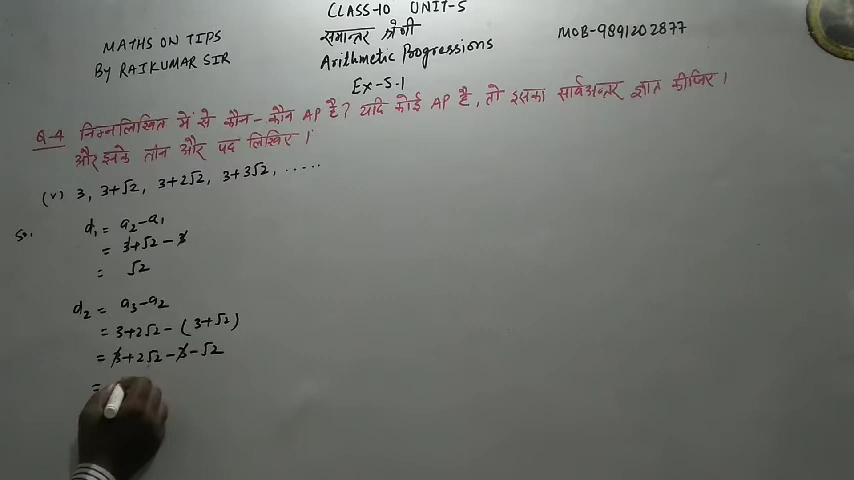 MATHS ON TIPS
BY RAJKUMAR SIR
CLASS-10 UNIT-5
समान्तर श्रेणी
Arithmetic Progressions
Ex-5.1
MOB-9891202877
Q-4 निम्नलिखित में से कौन-कौन AP है? यदि कोई AP है, तो इसका सार्वअन्तर ज्ञात कीजिए।
और इनके तीन और पद लिखिए।
(v) 3, 3+√2, 3+2√2, 3+3√2, .....
So.
d₁ = a₂-a₁
= 3+√2-3
= √2
d₂ = a₃-a₂
= 3+2√2-(3+√2)
= 3+2√2-3-√2
=